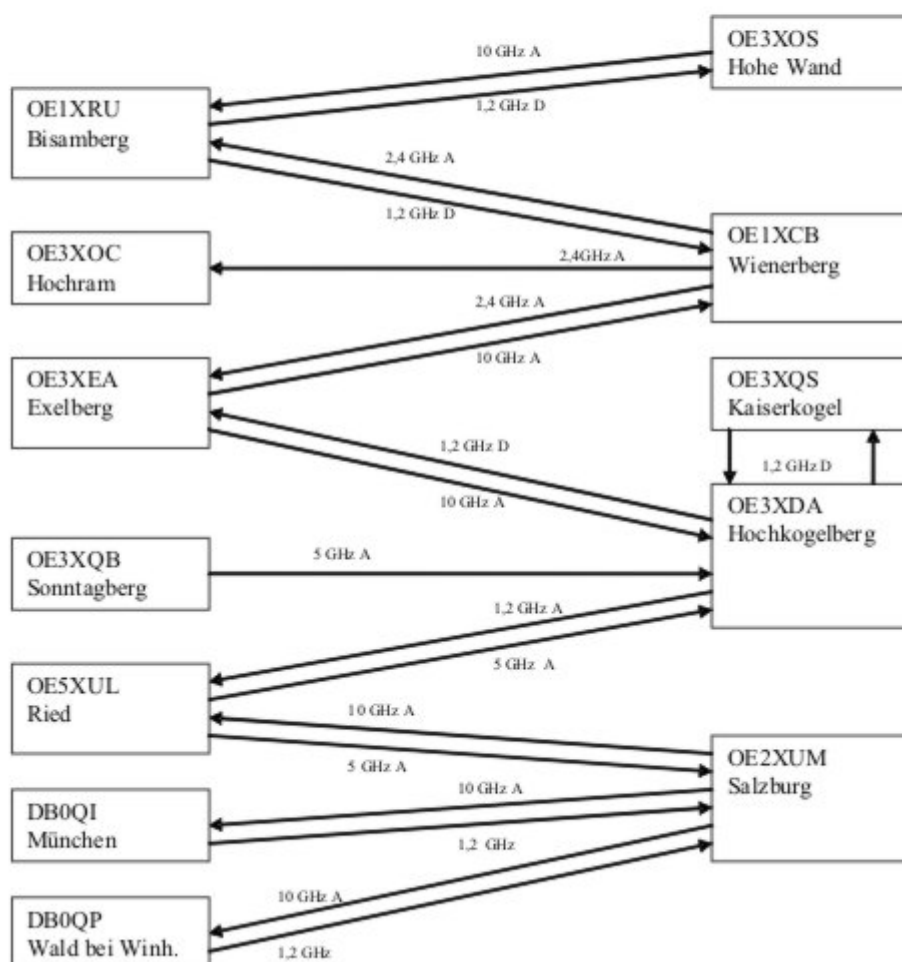 OE3XOS
Hohe Wand
10 GHz A
1,2 GHz D
OE1XRU
Bisamberg
2,4 GHz A
1,2 GHz D
OE1XCB
Wienerberg
OE3XOC
Hochram
2,4GHz A
2,4 GHz A
10 GHz A
OE3XEA
Exelberg
OE3XQS
Kaiserkogel
1,2 GHz D
1,2 GHz D
10 GHz A
OE3XDA
Hochkogelberg
OE3XQB
Sonntagberg
5 GHz A
1,2 GHz A
5 GHz A
OE5XUL
Ried
10 GHz A
5 GHz A
OE2XUM
Salzburg
10 GHz A
DB0QI
München
1,2 GHz
10 GHz A
DB0QP
Wald bei Winh.
1,2 GHz